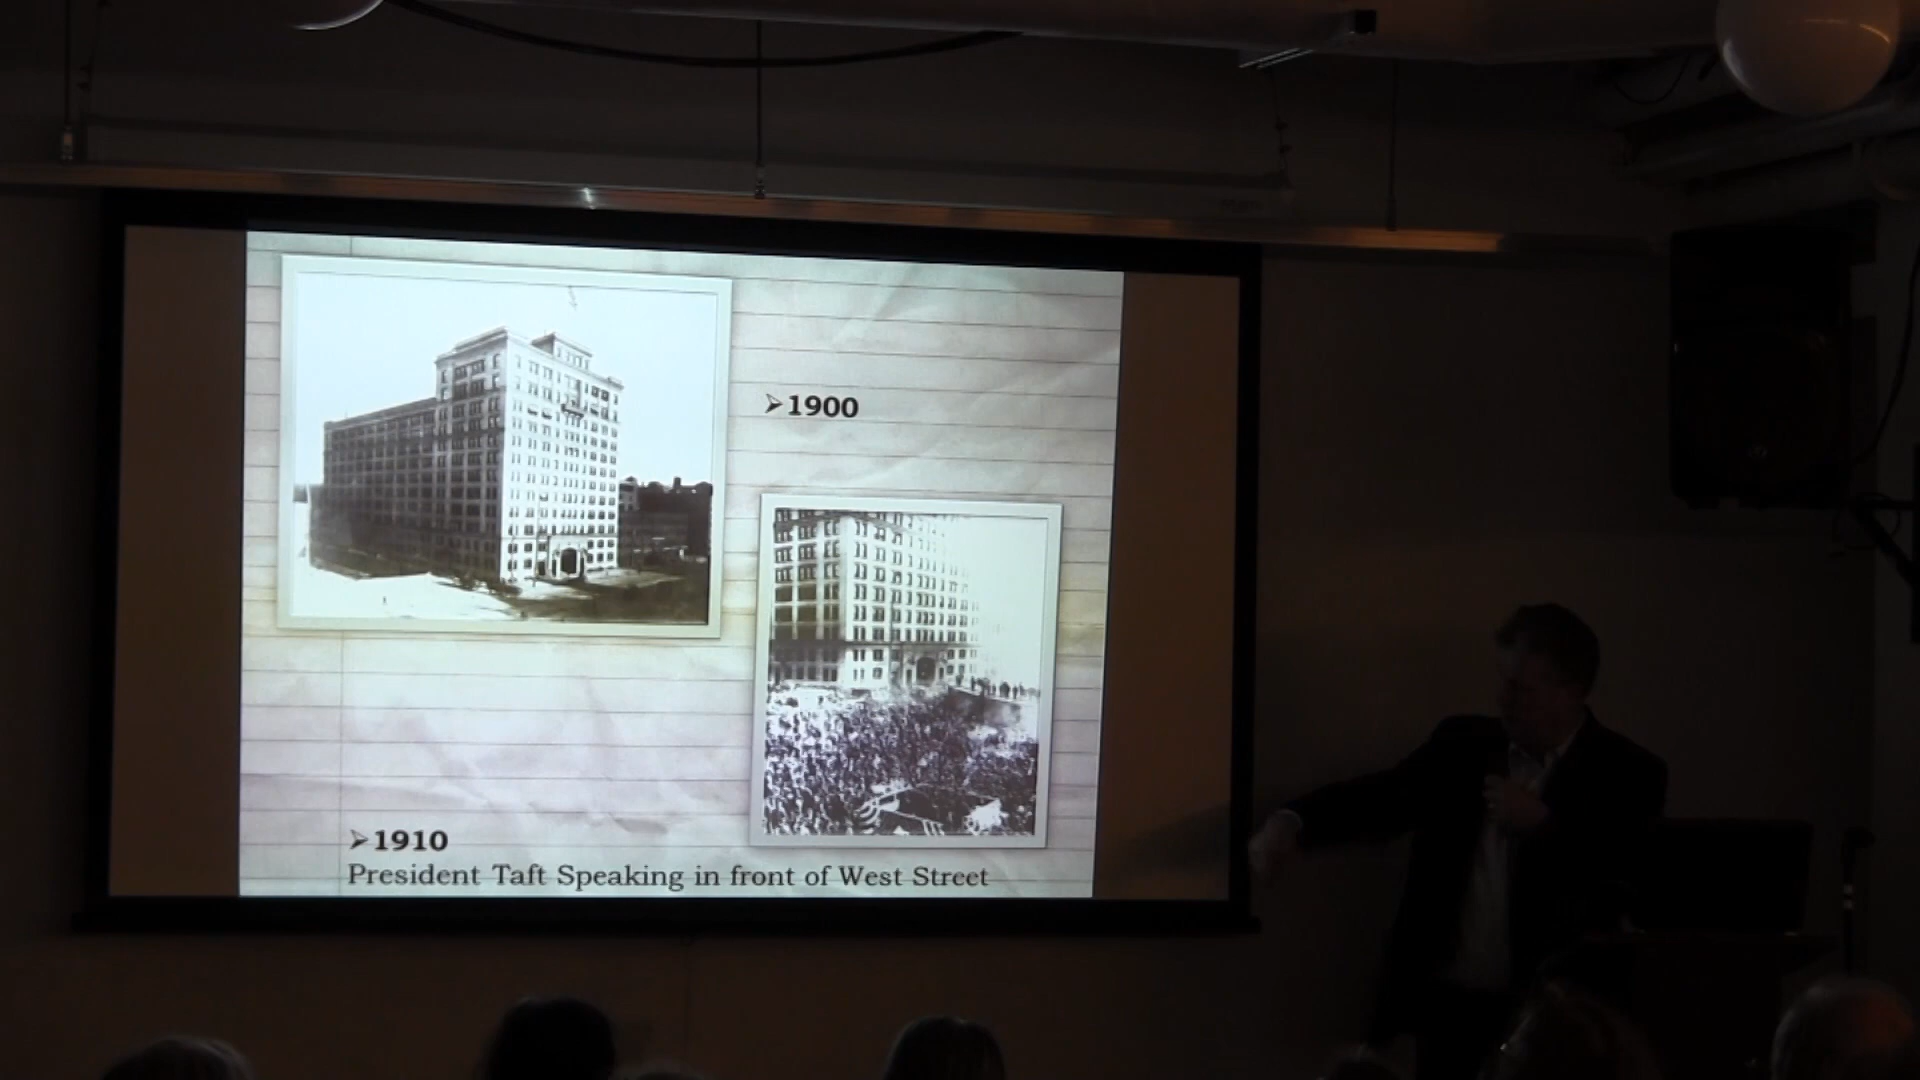 ➢1900
➢1910
President Taft Speaking in front of West Street